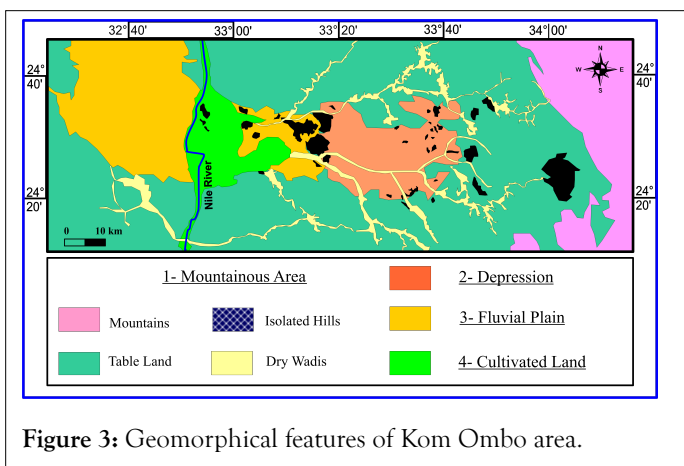 32°40' 33°00 33°20 33°40' 34°00'
24°
40'
24°
40'
N
W E
S
Nile River
24°
20'
24°
20'
0 10 km
1- Mountainous Area
2- Depression
Mountains
Isolated Hills
3- Fluvial Plain
Table Land
Dry Wadis
4- Cultivated Land
Figure 3: Geomorphical features of Kom Ombo area.